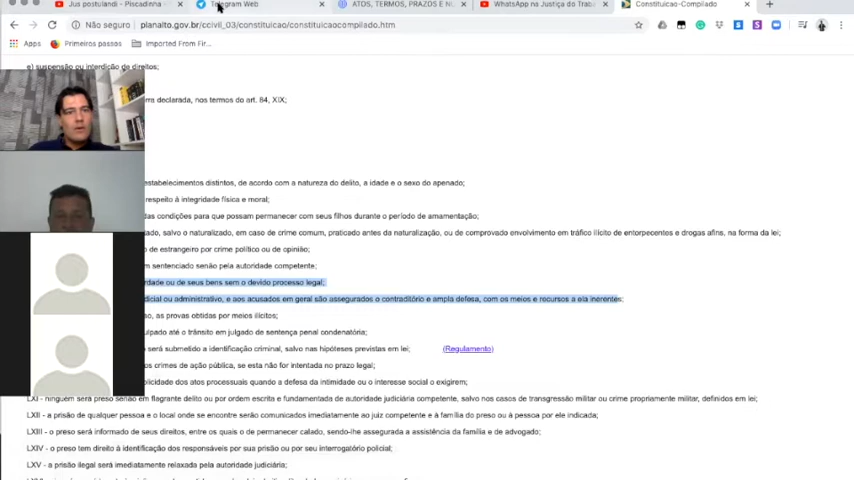 Jus postulandi - Piscadinha
Telegram Web
ATOS, TERMOS, PRAZOS E NU
WhatsApp na Justiça do Traba
Constituicao-Compilado
Não seguro
planalto.gov.br/ccivil_03/constituicao/constituicaocompilado.htm
Apps
Primeiros passos
Imported From Fir...
e) suspensão ou interdição de direitos;
rra declarada, nos termos do art. 84, XIX;
estabelecimentos distintos, de acordo com a natureza do delito, a idade e o sexo do apenado;
respeito à integridade física e moral;
das condições para que possam permanecer com seus filhos durante o período de amamentação;
ado, salvo o naturalizado, em caso de crime comum, praticado antes da naturalização, ou de comprovado envolvimento em tráfico ilícito de entorpecentes e drogas afins, na forma da lei;
o de estrangeiro por crime político ou de opinião;
m sentenciado senão pela autoridade competente;
rdade ou de seus bens sem o devido processo legal;
dicial ou administrativo, e aos acusados em geral são assegurados o contraditório e ampla defesa, com os meios e recursos a ela inerentes;
so, as provas obtidas por meios ilícitos;
ulpado até o trânsito em julgado de sentença penal condenatória;
será submetido a identificação criminal, salvo nas hipóteses previstas em lei; (Regulamento)
os crimes de ação pública, se esta não for intentada no prazo legal;
blicidade dos atos processuais quando a defesa da intimidade ou o interesse social o exigirem;
LXI - ninguém será preso senão em flagrante delito ou por ordem escrita e fundamentada de autoridade judiciária competente, salvo nos casos de transgressão militar ou crime propriamente militar, definidos em lei;
LXII - a prisão de qualquer pessoa e o local onde se encontre serão comunicados imediatamente ao juiz competente e à família do preso ou à pessoa por ele indicada;
LXIII - o preso será informado de seus direitos, entre os quais o de permanecer calado, sendo-lhe assegurada a assistência da família e de advogado;
LXIV - o preso tem direito à identificação dos responsáveis por sua prisão ou por seu interrogatório policial;
LXV - a prisão ilegal será imediatamente relaxada pela autoridade judiciária;